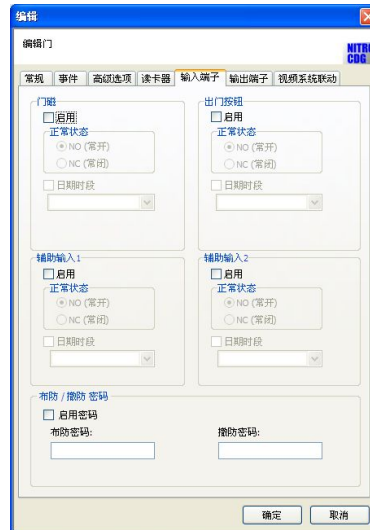 编辑
编辑门
NITRO
CDG
常规 事件 高级选项 读卡器 输入端子 输出端子 视频系统联动
门磁 出门按钮
启用 启用
正常状态 正常状态
NO (常开) NO (常开)
NC (常闭) NC (常闭)
日期时段 日期时段
辅助输入1 辅助输入2
启用 启用
正常状态 正常状态
NO (常开) NO (常开)
NC (常闭) NC (常闭)
日期时段 日期时段
布防 / 撤防 密码
启用密码
布防密码: 撤防密码:
确定 取消